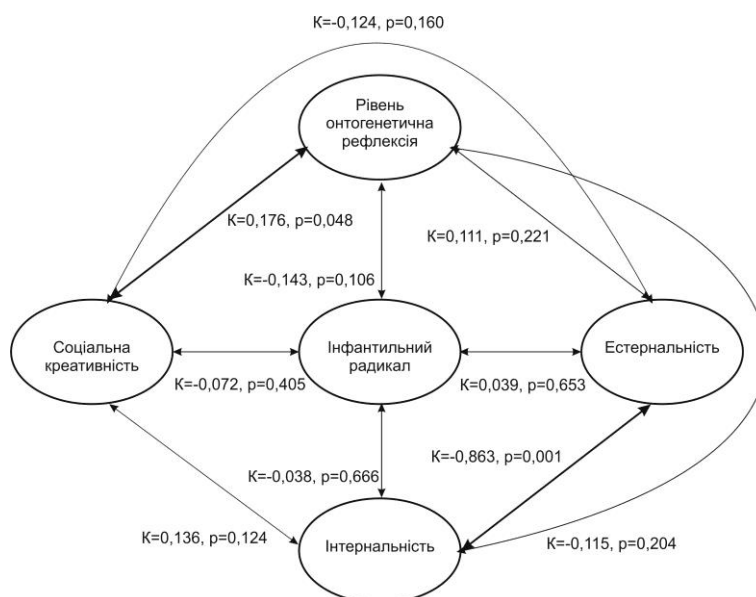 К=-0,124, р=0,160
Рівень
онтогенетична
рефлексія
К=0,176, р=0,048
К=0,111, р=0,221
К=-0,143, р=0,106
Соціальна
креативність
Інфантильний
радикал
Естернальність
К=-0,072, р=0,405
К=0,039, р=0,653
К=-0,863, р=0,001
К=-0,038, р=0,666
К=0,136, р=0,124
Інтернальність
К=-0,115, р=0,204